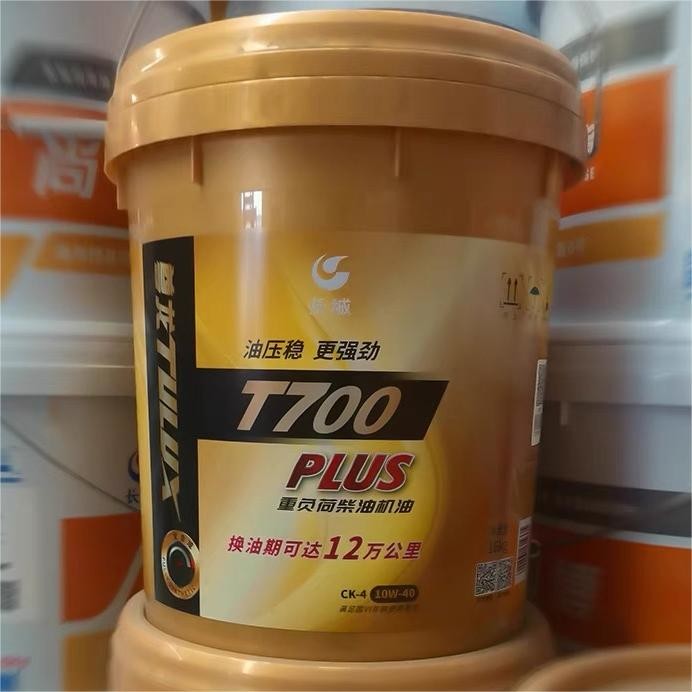 长城
油压稳 更强劲
尊龙TULUX
T700
PLUS
重负荷柴油机油
换油期可达12万公里
CK-4 10W-40